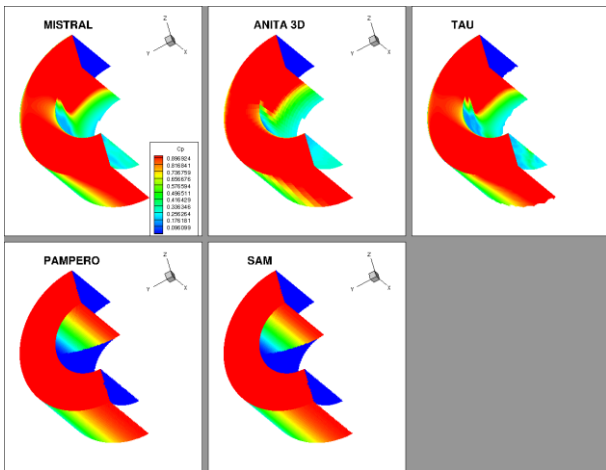 MISTRAL
Z
Y
X
ANITA 3D
Z
Y
X
TAU
Z
Y
X
Cp
0.896924
0.816841
0.736759
0.656676
0.576594
0.496511
0.416429
0.336346
0.256264
0.176181
0.096099
PAMPERO
Z
Y
X
SAM
Z
Y
X